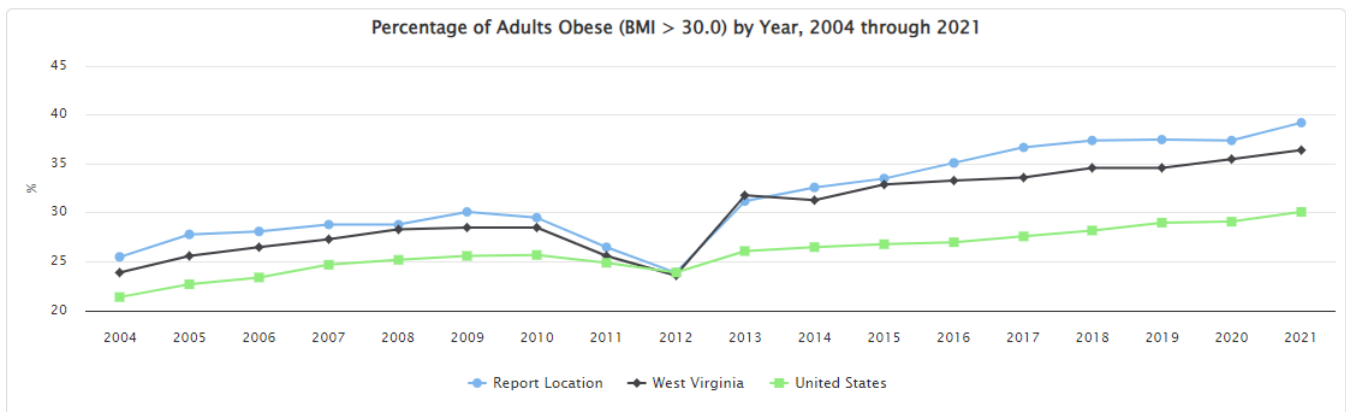 Percentage of Adults Obese (BMI > 30.0) by Year, 2004 through 2021
45
40
35
%
30
25
20
2004 2005 2006 2007 2008 2009 2010 2011 2012 2013 2014 2015 2016 2017 2018 2019 2020 2021
Report Location West Virginia United States